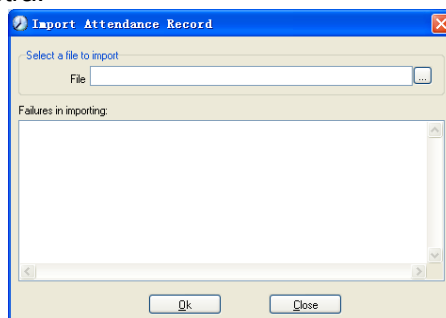 Import Attendance Record
Select a file to import
File
...
Failures in importing:
Ok
Close